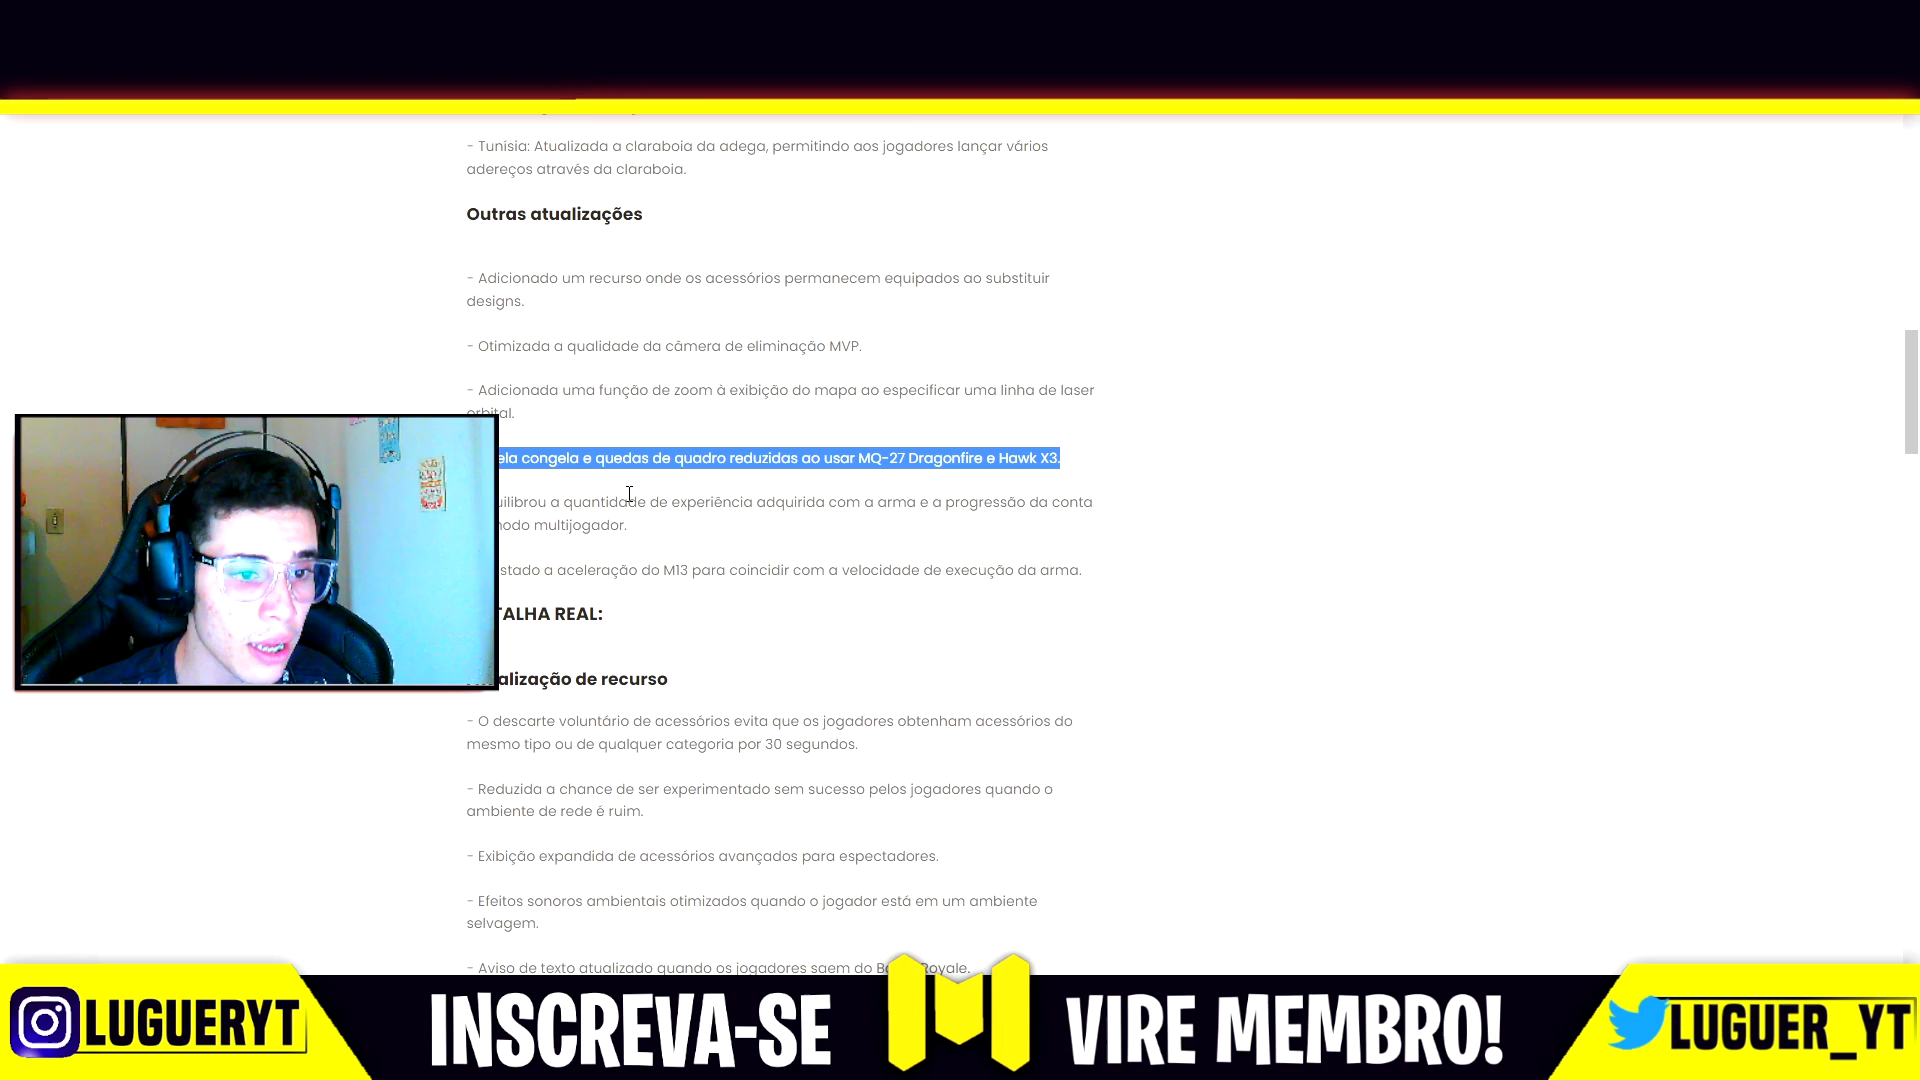 - Tunísia: Atualizada a claraboia da adega, permitindo aos jogadores lançar vários
adereços através da claraboia.
Outras atualizações
- Adicionado um recurso onde os acessórios permanecem equipados ao substituir
designs.
- Otimizada a qualidade da câmera de eliminação MVP.
- Adicionada uma função de zoom à exibição do mapa ao especificar uma linha de laser
orbital.
ela congela e quedas de quadro reduzidas ao usar MQ-27 Dragonfire e Hawk X3.
uilibrou a quantidade de experiência adquirida com a arma e a progressão da conta
nodo multijogador.
stado a aceleração do M13 para coincidir com a velocidade de execução da arma.
TALHA REAL:
alização de recurso
- O descarte voluntário de acessórios evita que os jogadores obtenham acessórios do
mesmo tipo ou de qualquer categoria por 30 segundos.
- Reduzida a chance de ser experimentado sem sucesso pelos jogadores quando o
ambiente de rede é ruim.
- Exibição expandida de acessórios avançados para espectadores.
- Efeitos sonoros ambientais otimizados quando o jogador está em um ambiente
selvagem.
- Aviso de texto atualizado quando os jogadores saem do Royale.
LUGUERYT
INSCREVA-SE
VIRE MEMBRO!
LUGUER_YT